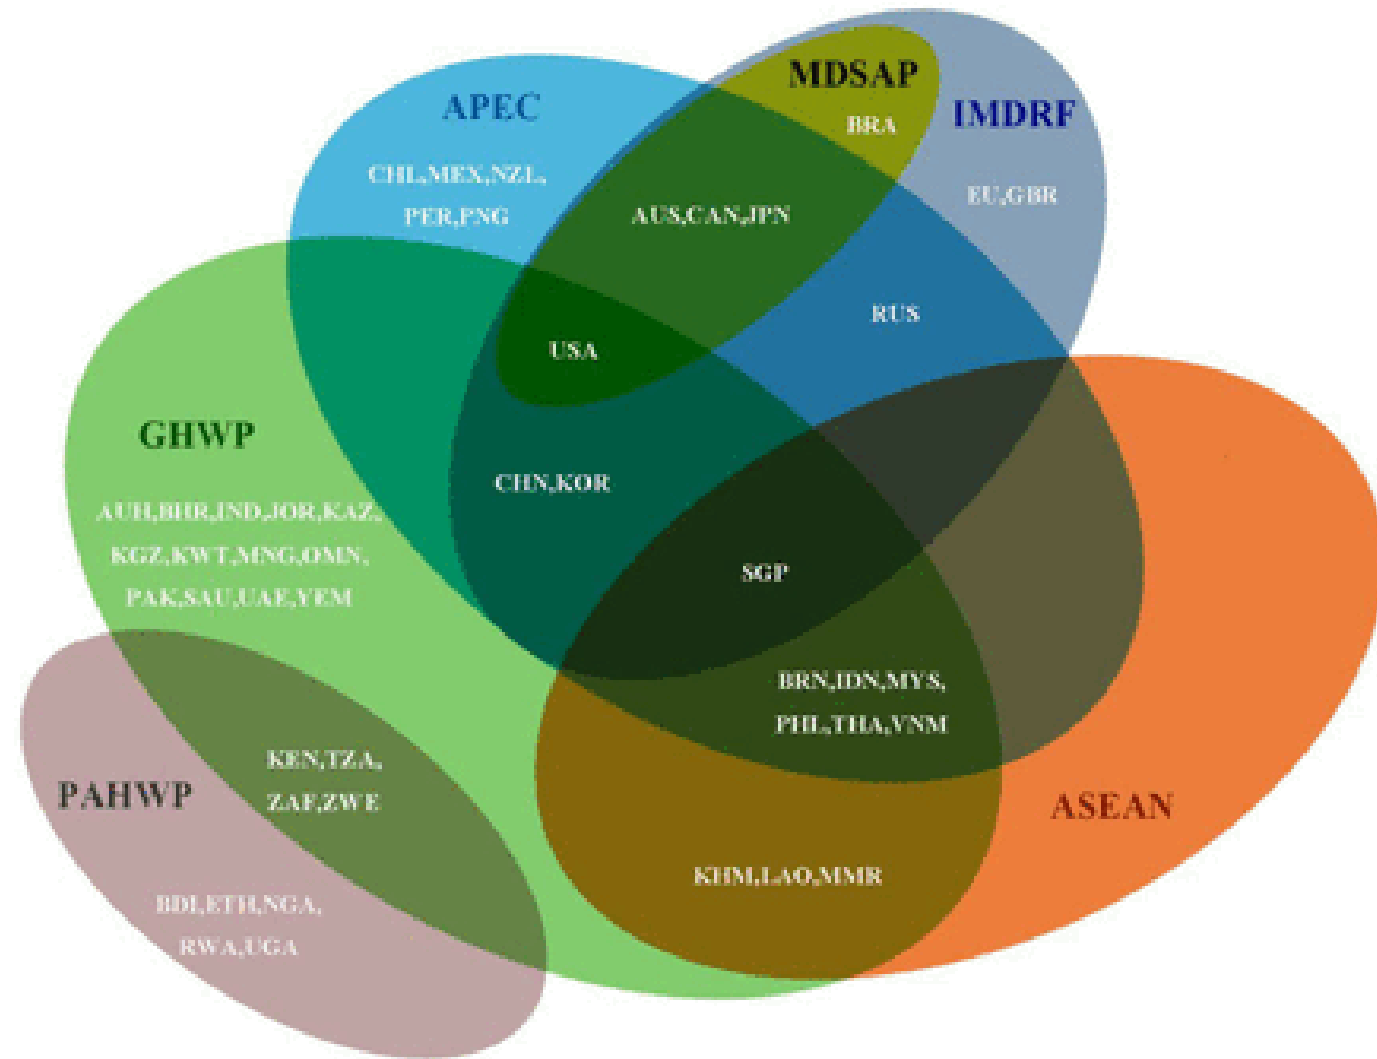 MDSAP
BRA
IMDRF
EU,GBR
APEC
CHL,MEX,NZL,
PER,PNG
AUS,CAN,JPN
RUS
USA
GHWP
AUH,BHR,IND,JOR,KAZ,
KGZ,KWT,MNG,OMN,
PAK,SAU,UAE,YEM
CHN,KOR
SGP
BRN,IDN,MYS,
PHL,THA,VNM
KEN,TZA,
ZAF,ZWE
PAHWP
ASEAN
KHM,LAO,MMR
BDI,ETH,NGA,
RWA,UGA